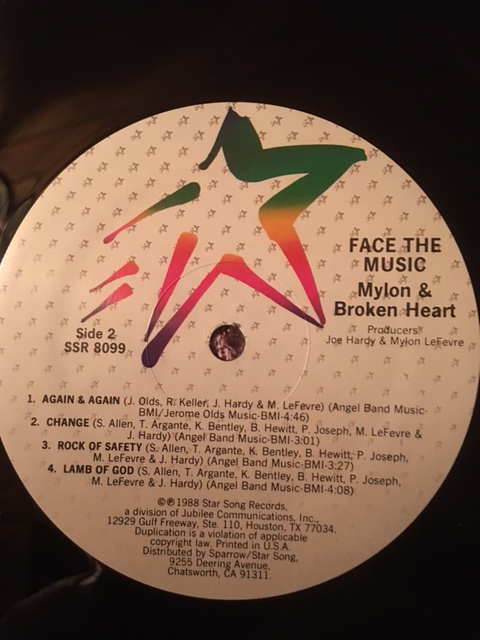 FACE THE
MUSIC
Mylon &
Broken Heart
Producers:
Joe Hardy & Mylon LeFevre
Side 2
SSR 8099
1. AGAIN & AGAIN (J. Olds, R. Keller, J. Hardy & M. LeFevre) (Angel Band Music-
BMI/Jerome Olds Music-BMI-4:46)
2. CHANGE (S. Allen, T. Argante, K. Bentley, B. Hewitt, P. Joseph, M. LeFevre &
J. Hardy) (Angel Band Music-BMI-3:01)
3. ROCK OF SAFETY (S. Allen, T. Argante, K. Bentley, B. Hewitt, P. Joseph,
M. LeFevre & J. Hardy) (Angel Band Music-BMI-3:27)
4. LAMB OF GOD (S. Allen, T. Argante, K. Bentley, B. Hewitt, P. Joseph,
M. LeFevre & J. Hardy) (Angel Band Music-BMI-4:08)
©℗1988 Star Song Records,
a division of Jubilee Communications, Inc.,
12929 Gulf Freeway, Ste. 110, Houston, TX 77034.
Duplication is a violation of applicable
copyright law. Printed in U.S.A.
Distributed by Sparrow/Star Song,
9255 Deering Avenue,
Chatsworth, CA 91311.